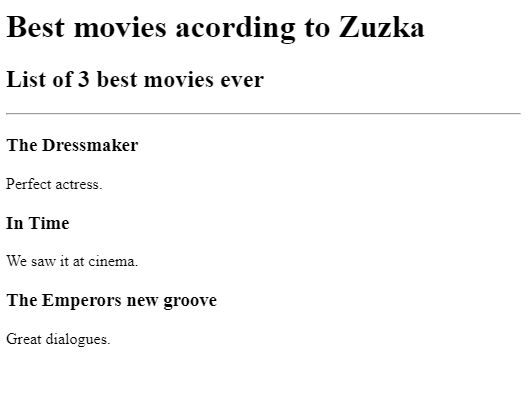 Best movies acording to Zuzka
List of 3 best movies ever
The Dressmaker
Perfect actress.
In Time
We saw it at cinema.
The Emperors new groove
Great dialogues.